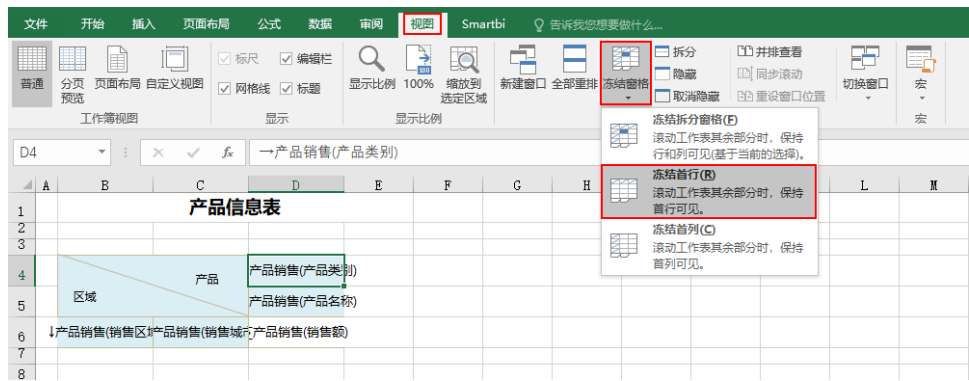 文件 开始 插入 页面布局 公式 数据 审阅 视图 Smartbi 告诉我您想要做什么...
普通 分页预览 页面布局 自定义视图 标尺 编辑栏 网格线 标题 显示比例 100% 缩放到选定区域 新建窗口 全部重排 冻结窗格 拆分 隐藏 取消隐藏 并排查看 同步滚动 重设窗口位置 切换窗口 宏
工作簿视图 显示 显示比例 宏
冻结拆分窗格(F)
滚动工作表其余部分时，保持
行和列可见(基于当前的选择)。
冻结首行(R)
滚动工作表其余部分时，保持
首行可见。
冻结首列(C)
滚动工作表其余部分时，保持
首列可见。
D4 fx →产品销售(产品类别)
A B C D E F G H L M
1 产品信息表
2
3
4 产品 产品销售(产品类别)
5 区域 产品销售(产品名称)
6 ↓产品销售(销售区 产品销售(销售城市 产品销售(销售额)
7
8